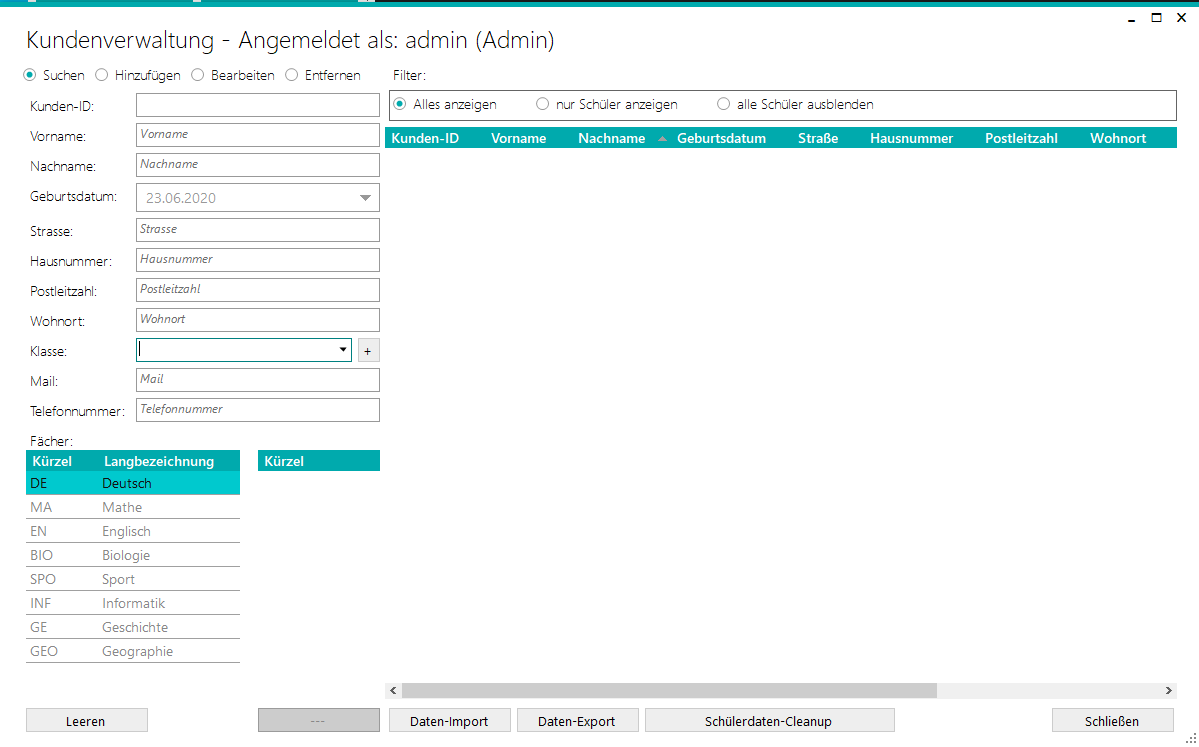 Kundenverwaltung - Angemeldet als: admin (Admin)
Suchen Hinzufügen Bearbeiten Entfernen Filter:
Kunden-ID: Alles anzeigen nur Schüler anzeigen alle Schüler ausblenden
Vorname: Vorname Kunden-ID Vorname Nachname Geburtsdatum Straße Hausnummer Postleitzahl Wohnort
Nachname: Nachname
Geburtsdatum: 23.06.2020
Strasse: Strasse
Hausnummer: Hausnummer
Postleitzahl: Postleitzahl
Wohnort: Wohnort
Klasse: +
Mail: Mail
Telefonnummer: Telefonnummer
Fächer:
Kürzel Langbezeichnung Kürzel
DE Deutsch
MA Mathe
EN Englisch
BIO Biologie
SPO Sport
INF Informatik
GE Geschichte
GEO Geographie
Leeren --- Daten-Import Daten-Export Schülerdaten-Cleanup Schließen